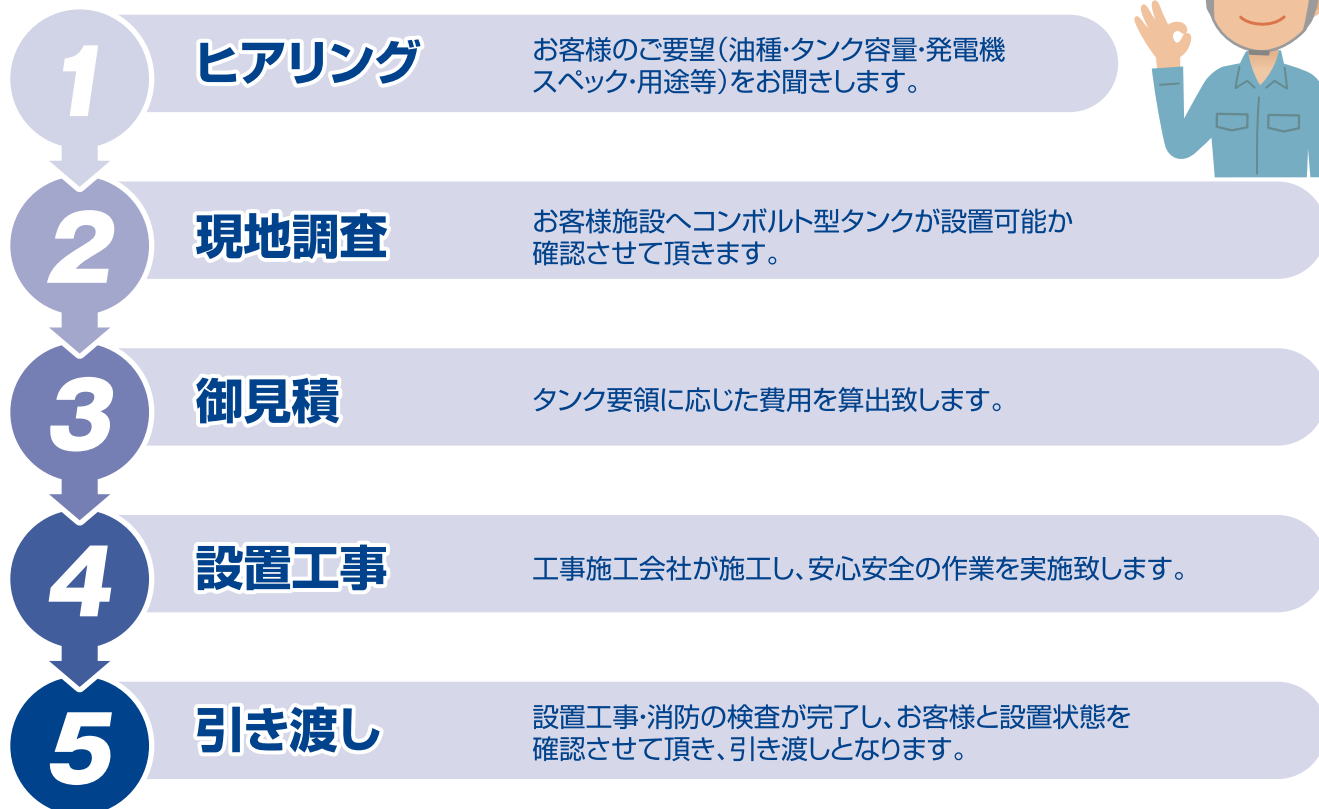 1
ヒアリング
お客様のご要望（油種・タンク容量・発電機
スペック・用途等）をお聞きします。
2
現地調査
お客様施設へコンボルト型タンクが設置可能か
確認させて頂きます。
3
御見積
タンク要領に応じた費用を算出致します。
4
設置工事
工事施工会社が施工し、安心安全の作業を実施致します。
5
引き渡し
設置工事・消防の検査が完了し、お客様と設置状態を
確認させて頂き、引き渡しとなります。